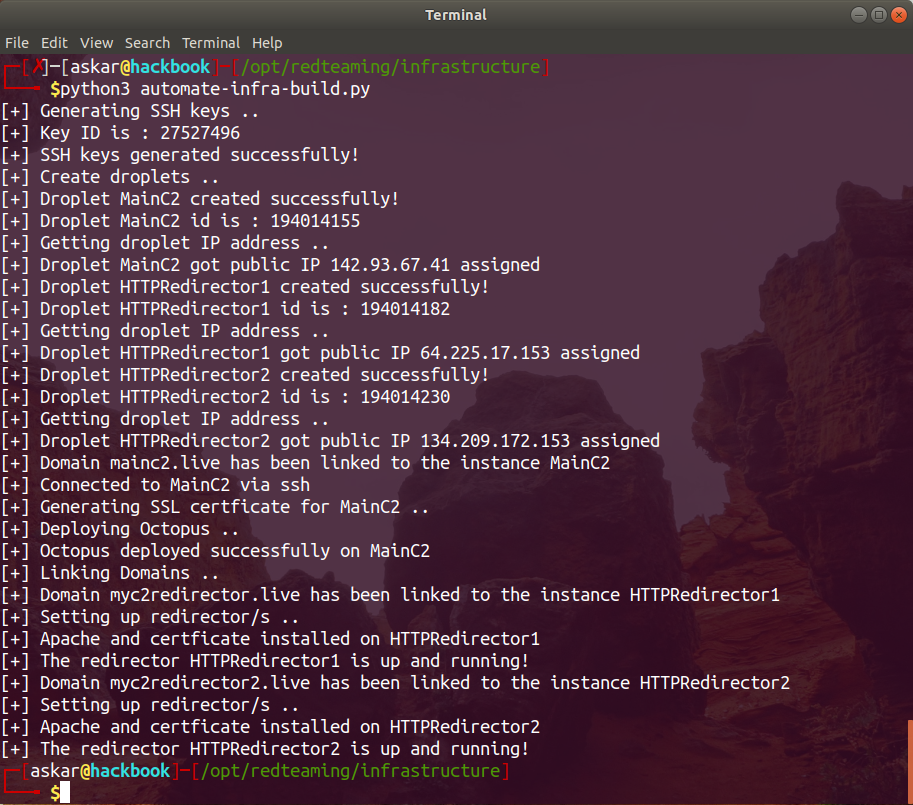 Terminal
File Edit View Search Terminal Help
┌─[✗]─[askar@hackbook]─[/opt/redteaming/infrastructure]
└──╼ $python3 automate-infra-build.py
[+] Generating SSH keys ..
[+] Key ID is : 27527496
[+] SSH keys generated successfully!
[+] Create droplets ..
[+] Droplet MainC2 created successfully!
[+] Droplet MainC2 id is : 194014155
[+] Getting droplet IP address ..
[+] Droplet MainC2 got public IP 142.93.67.41 assigned
[+] Droplet HTTPRedirector1 created successfully!
[+] Droplet HTTPRedirector1 id is : 194014182
[+] Getting droplet IP address ..
[+] Droplet HTTPRedirector1 got public IP 64.225.17.153 assigned
[+] Droplet HTTPRedirector2 created successfully!
[+] Droplet HTTPRedirector2 id is : 194014230
[+] Getting droplet IP address ..
[+] Droplet HTTPRedirector2 got public IP 134.209.172.153 assigned
[+] Domain mainc2.live has been linked to the instance MainC2
[+] Connected to MainC2 via ssh
[+] Generating SSL certficate for MainC2 ..
[+] Deploying Octopus ..
[+] Octopus deployed successfully on MainC2
[+] Linking Domains ..
[+] Domain myc2redirector.live has been linked to the instance HTTPRedirector1
[+] Setting up redirector/s ..
[+] Apache and certficate installed on HTTPRedirector1
[+] The redirector HTTPRedirector1 is up and running!
[+] Domain myc2redirector2.live has been linked to the instance HTTPRedirector2
[+] Setting up redirector/s ..
[+] Apache and certficate installed on HTTPRedirector2
[+] The redirector HTTPRedirector2 is up and running!
┌─[askar@hackbook]─[/opt/redteaming/infrastructure]
└──╼ $